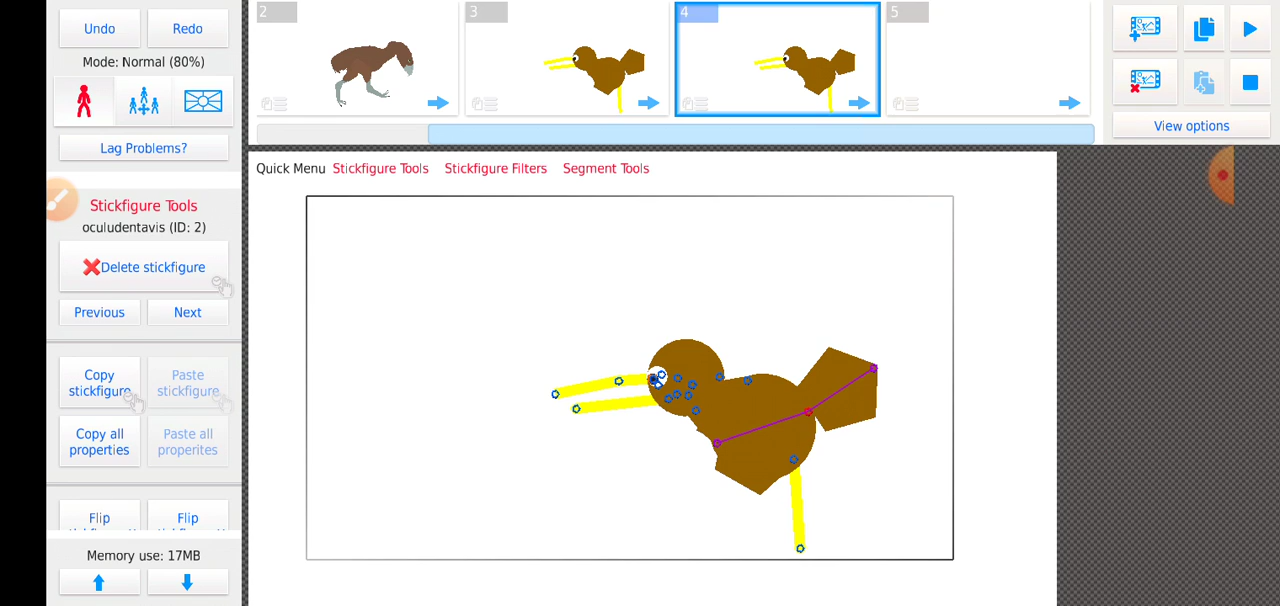 Undo
Redo
Mode: Normal (80%)
Lag Problems?
Stickfigure Tools
oculudentavis (ID: 2)
Delete stickfigure
Previous
Next
Copy
stickfigure
Paste
stickfigure
Copy all
properties
Paste all
properites
Flip
Flip
Memory use: 17MB
2
3
4
5
View options
Quick Menu
Stickfigure Tools
Stickfigure Filters
Segment Tools